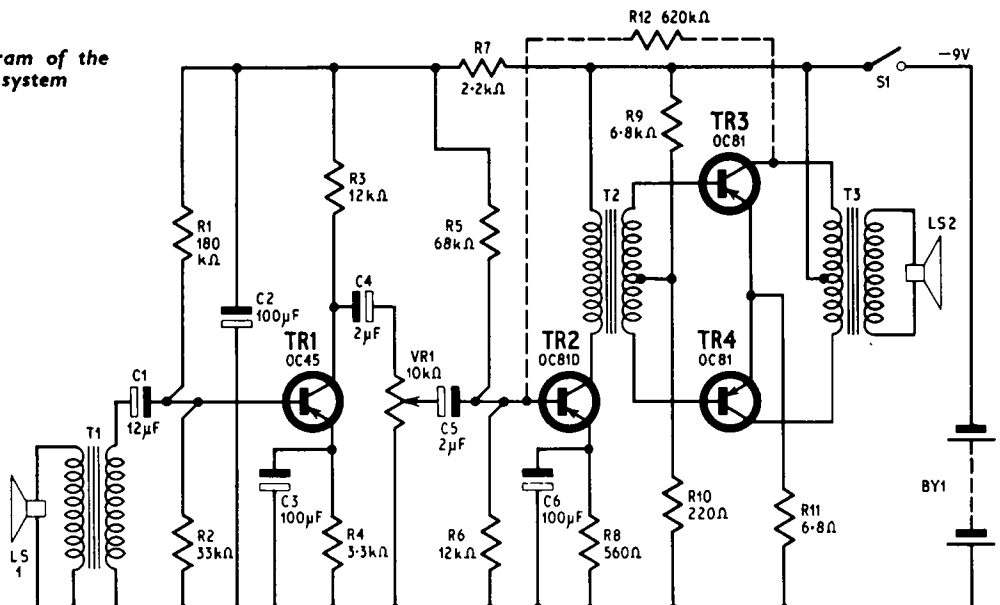 ram of the
system
R12 620kΩ
R7
2·2kΩ
S1
−9V
R9
6·8kΩ
TR3
OC81
R3
12kΩ
R1
180
kΩ
R5
68kΩ
T2
T3
LS2
C2
100µF
C4
2µF
TR1
OC45
VR1
10kΩ
TR2
OC81D
TR4
OC81
C1
12µF
C5
2µF
T1
C3
100µF
C6
100µF
R2
33kΩ
R4
3·3kΩ
R6
12kΩ
R8
560Ω
R10
220Ω
R11
6·8Ω
BY1
LS
1